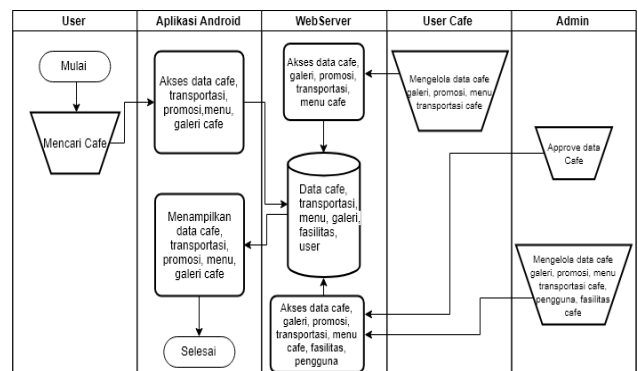 User
Aplikasi Android
WebServer
User Cafe
Admin
Mulai
Mencari Cafe
Akses data cafe,
transportasi,
promosi,menu,
galeri cafe
Menampilkan
data cafe,
transportasi,
promosi, menu,
galeri cafe
Selesai
Akses data cafe,
galeri, promosi,
transportasi,
menu cafe
Data cafe,
transportasi,
menu, galeri,
fasilitas,
user
Akses data cafe,
galeri, promosi,
transportasi, menu
cafe, fasilitas,
pengguna
Mengelola data cafe
galeri, promosi, menu
transportasi cafe
Approve data
Cafe
Mengelola data cafe
galeri, promosi, menu
transportasi cafe,
pengguna, fasilitas
cafe